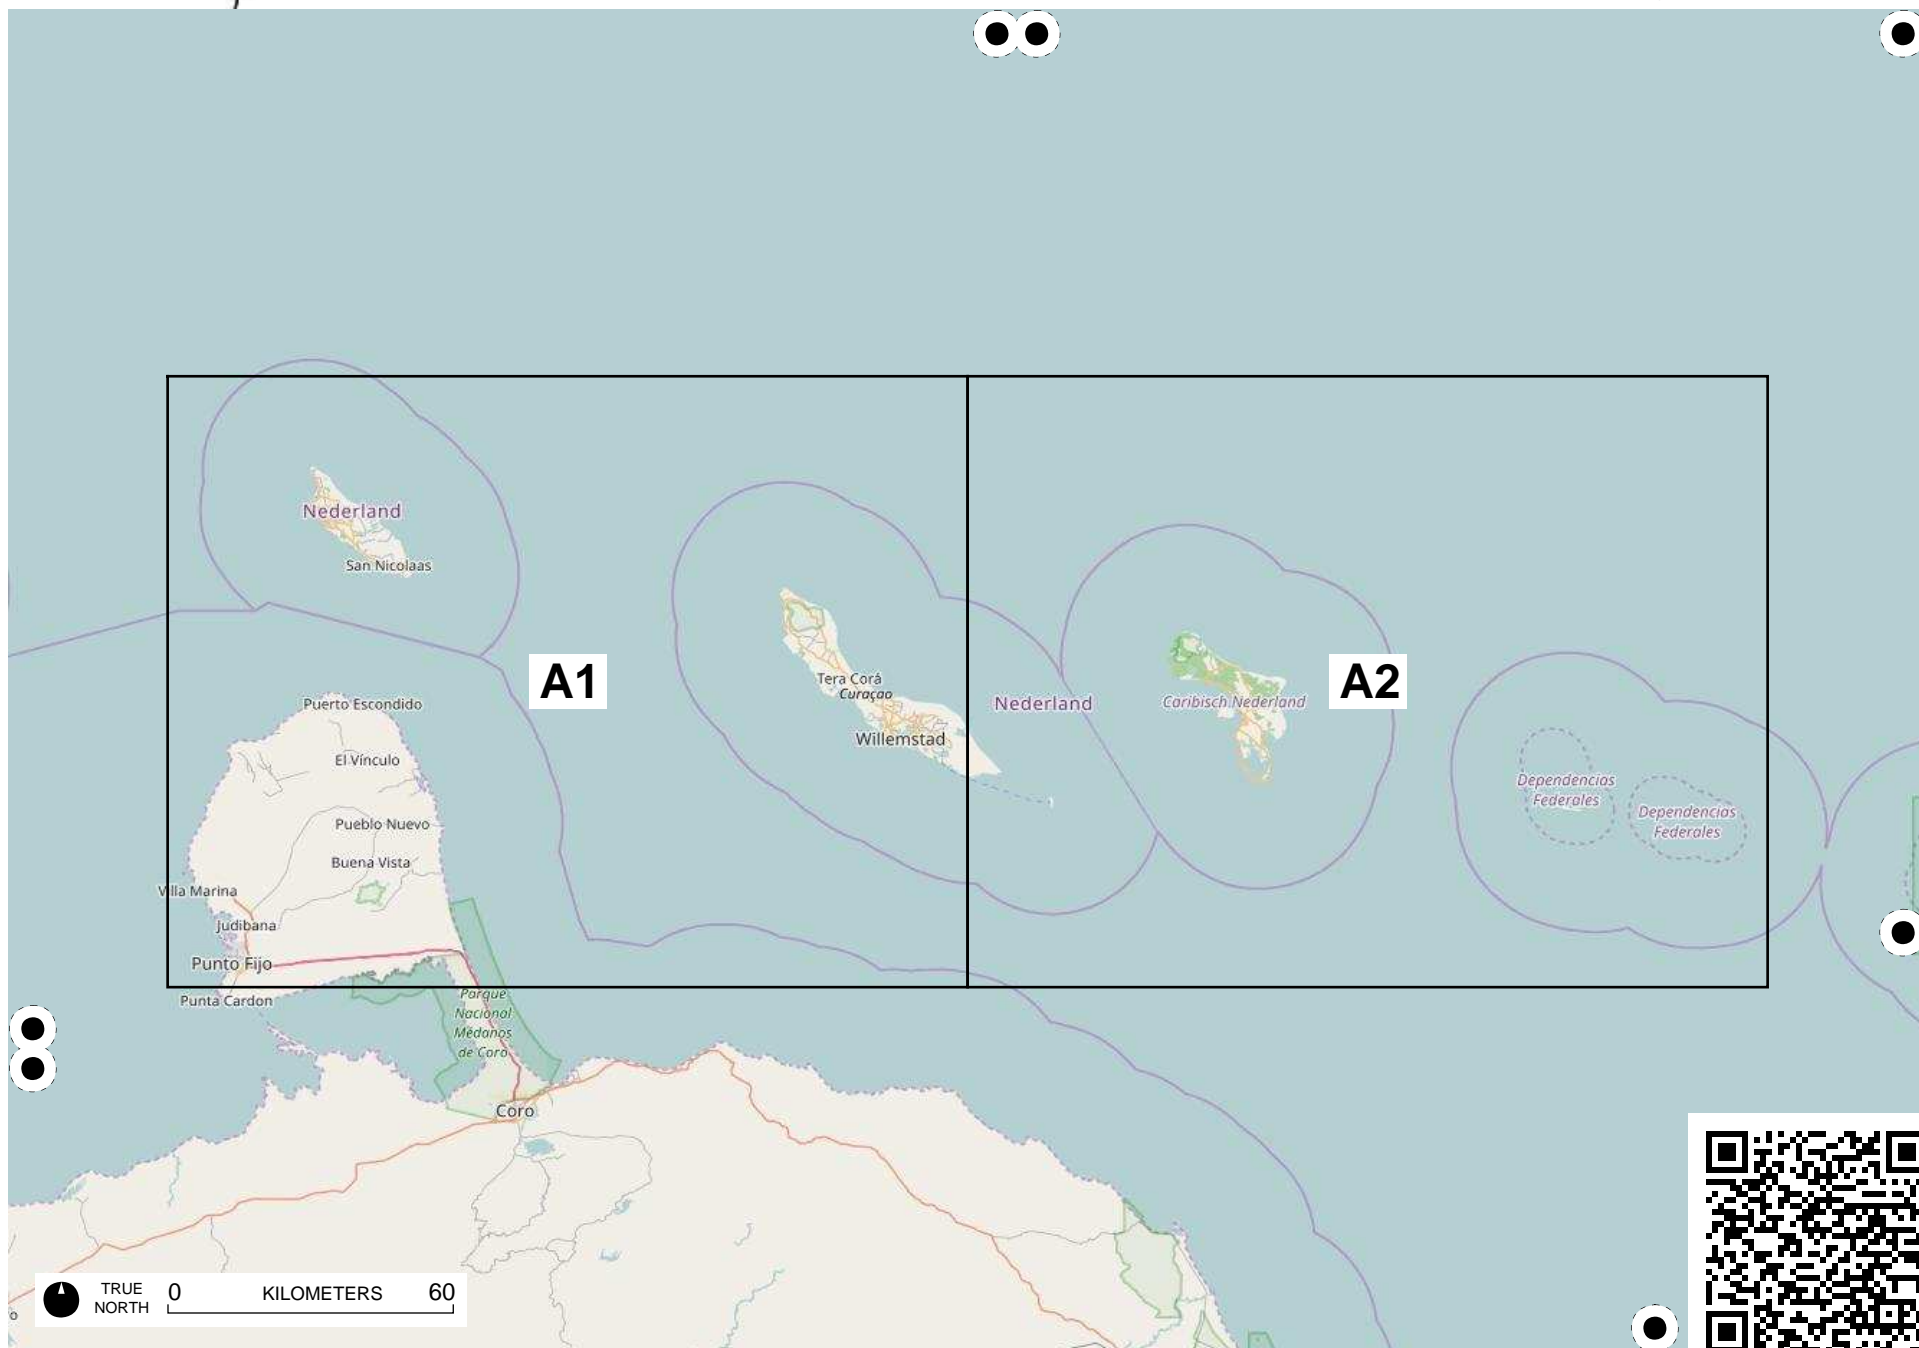 Nederland
San Nicolaas
A1
A2
Tera Corá
Curaçao
Nederland
Caribisch Nederland
Puerto Escondido
Willemstad
El Vínculo
Dependencias
Federales
Dependencias
Federales
Pueblo Nuevo
Buena Vista
Villa Marina
Judibana
Punto Fijo
Punta Cardon
Parque
Nacional
Médanos
de Coro
Coro
TRUE
NORTH
0 KILOMETERS 60